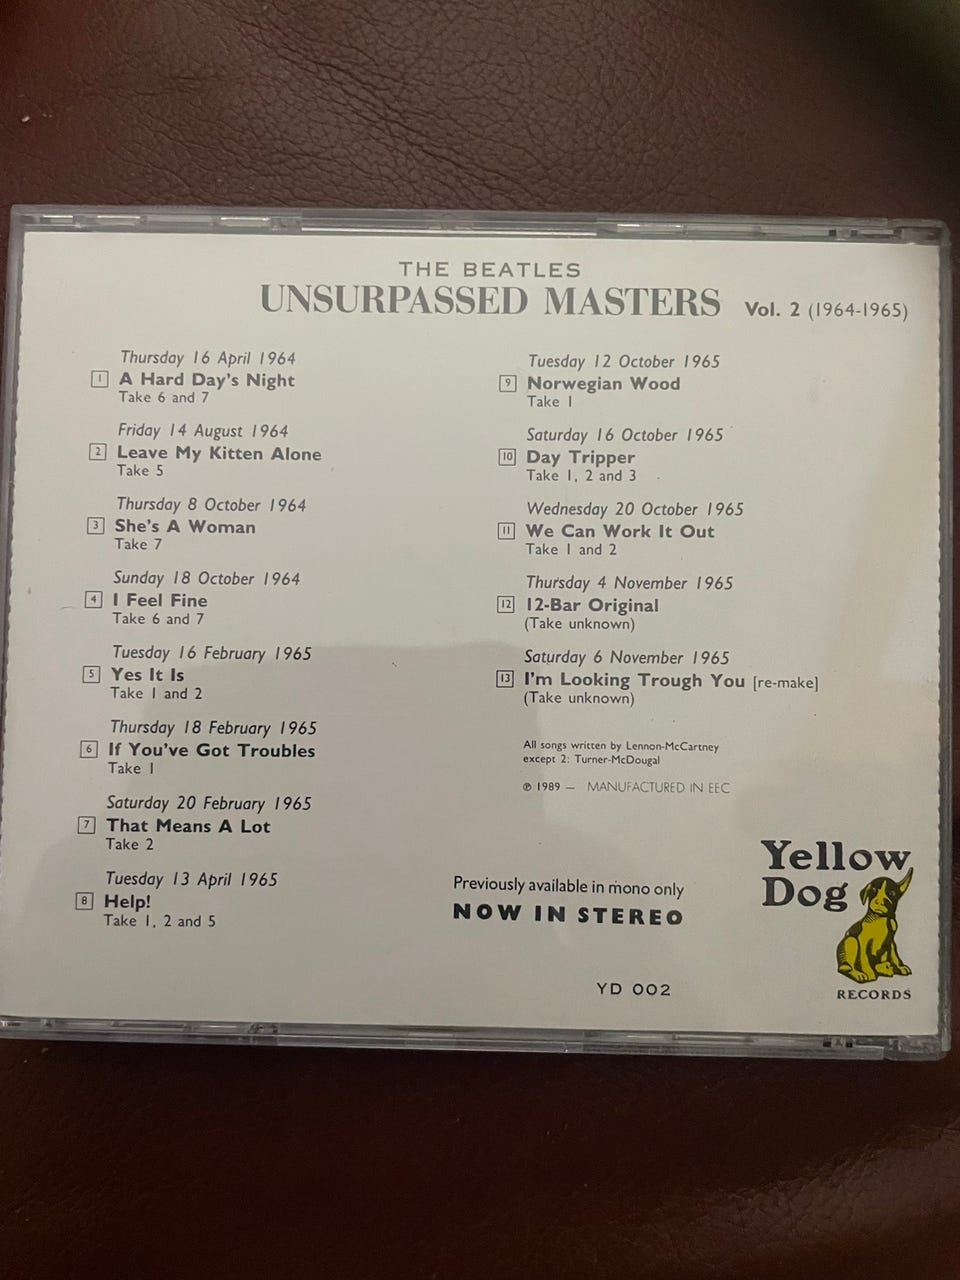 THE BEATLES
UNSURPASSED MASTERS Vol. 2 (1964-1965)
Thursday 16 April 1964
1 A Hard Day's Night
Take 6 and 7
Friday 14 August 1964
2 Leave My Kitten Alone
Take 5
Thursday 8 October 1964
3 She's A Woman
Take 7
Sunday 18 October 1964
4 I Feel Fine
Take 6 and 7
Tuesday 16 February 1965
5 Yes It Is
Take 1 and 2
Thursday 18 February 1965
6 If You've Got Troubles
Take 1
Saturday 20 February 1965
7 That Means A Lot
Take 2
Tuesday 13 April 1965
8 Help!
Take 1, 2 and 5
Tuesday 12 October 1965
9 Norwegian Wood
Take 1
Saturday 16 October 1965
10 Day Tripper
Take 1, 2 and 3
Wednesday 20 October 1965
11 We Can Work It Out
Take 1 and 2
Thursday 4 November 1965
12 12-Bar Original
(Take unknown)
Saturday 6 November 1965
13 I'm Looking Trough You [re-make]
(Take unknown)
All songs written by Lennon-McCartney
except 2: Turner-McDougal
℗ 1989 – MANUFACTURED IN EEC
Previously available in mono only
NOW IN STEREO
YD 002
Yellow
Dog
RECORDS